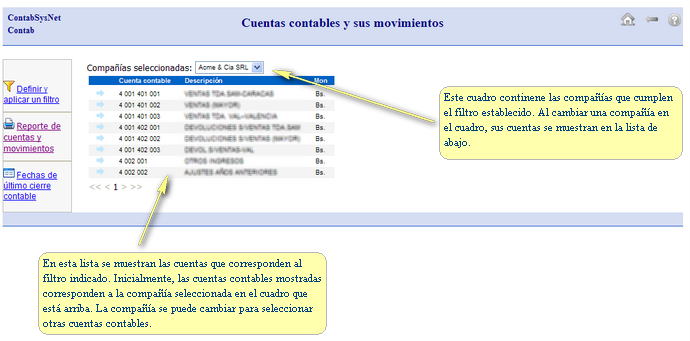 ContabSysNet
Contab
Cuentas contables y sus movimientos
Definir y
aplicar un filtro
Reporte de
cuentas y
movimientos
Fechas de
último cierre
contable
Compañías seleccionadas: Acme & Cia SRL
Cuenta contable Descripción Mon
4 001 401 001 VENTAS TDA.SAM-CARACAS Bs.
4 001 401 002 VENTAS (MAYOR) Bs.
4 001 401 003 VENTAS TDA. VAL-VALENCIA Bs.
4 001 402 001 DEVOLUCIONES S/VENTAS TDA.SAM Bs.
4 001 402 002 DEVOLUCIONES S/VENTAS (MAYOR) Bs.
4 001 402 003 DEVOL.S/VENTAS-VAL Bs.
4 002 001 OTROS INGRESOS Bs.
4 002 002 AJUSTES AÑOS ANTERIORES Bs.
<< < 1 > >>
Este cuadro continene las compañías que cumplen
el filtro establecido. Al cambiar una compañía en
el cuadro, sus cuentas se muestran en la lista de
abajo.
En esta lista se muestran las cuentas que corresponden al
filtro indicado. Inicialmente, las cuentas contables mostradas
corresponden a la compañía seleccionada en el cuadro que
está arriba. La compañía se puede cambiar para seleccionar
otras cuentas contables.